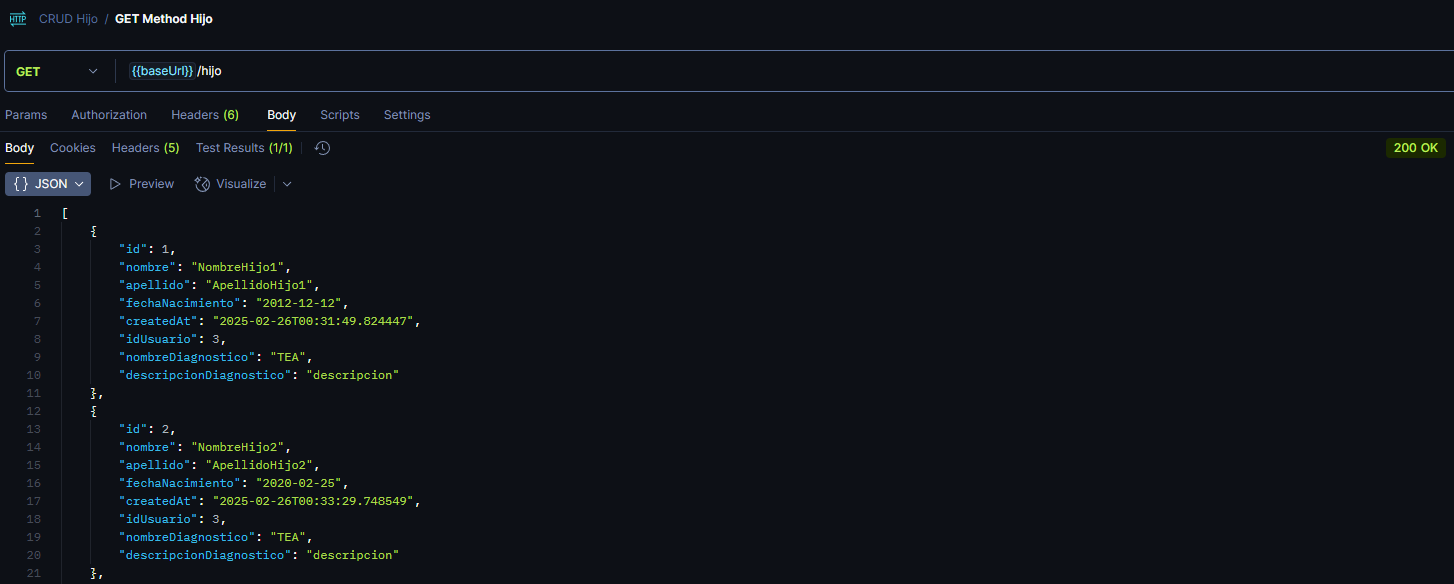 HTTP CRUD Hijo / GET Method Hijo
GET {{baseUrl}} /hijo
Params Authorization Headers (6) Body Scripts Settings
Body Cookies Headers (5) Test Results (1/1) 200 OK
{} JSON Preview Visualize
1 [
2 {
3 "id": 1,
4 "nombre": "NombreHijo1",
5 "apellido": "ApellidoHijo1",
6 "fechaNacimiento": "2012-12-12",
7 "createdAt": "2025-02-26T00:31:49.824447",
8 "idUsuario": 3,
9 "nombreDiagnostico": "TEA",
10 "descripcionDiagnostico": "descripcion"
11 },
12 {
13 "id": 2,
14 "nombre": "NombreHijo2",
15 "apellido": "ApellidoHijo2",
16 "fechaNacimiento": "2020-02-25",
17 "createdAt": "2025-02-26T00:33:29.748549",
18 "idUsuario": 3,
19 "nombreDiagnostico": "TEA",
20 "descripcionDiagnostico": "descripcion"
21 },